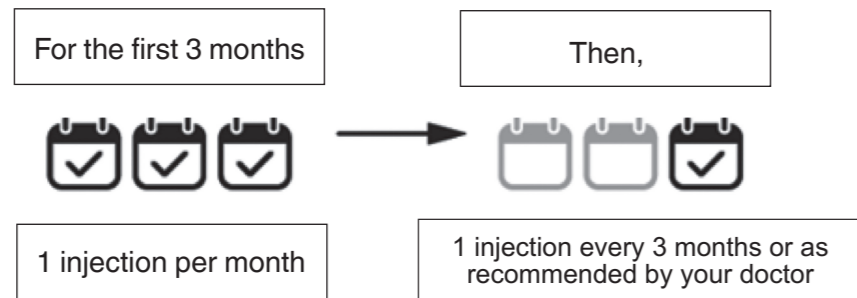 For the first 3 months
Then,
1 injection per month
1 injection every 3 months or as
recommended by your doctor